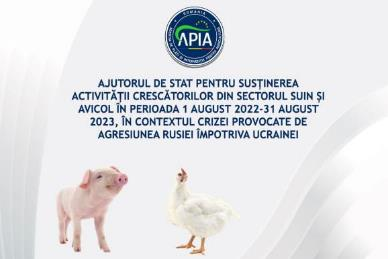 ROMANIA
APIA
AJUTORUL DE STAT PENTRU SUSȚINEREA
ACTIVITĂȚII CRESCĂTORILOR DIN SECTORUL SUIN ȘI
AVICOL ÎN PERIOADA 1 AUGUST 2022-31 AUGUST
2023, ÎN CONTEXTUL CRIZEI PROVOCATE DE
AGRESIUNEA RUSIEI ÎMPOTRIVA UCRAINEI